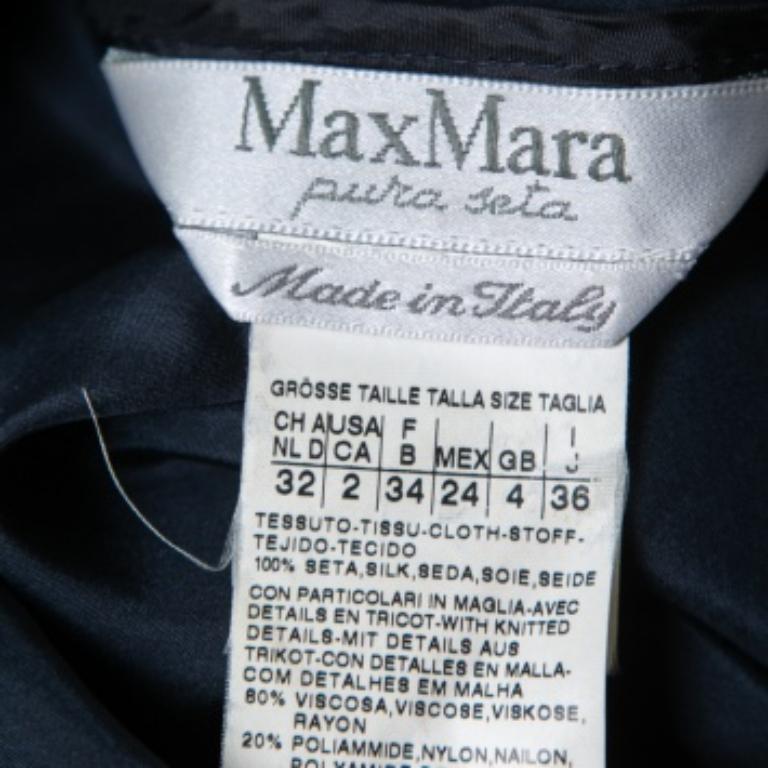 MaxMara
pura seta
Made in Italy
GRÖSSE TAILLE TALLA SIZE TAGLIA
CH A USA F I
NL D CA B MEX GB J
32 2 34 24 4 36
TESSUTO-TISSU-CLOTH-STOFF-
TEJIDO-TECIDO
100% SETA,SILK,SEDA,SOIE,SEIDE
CON PARTICOLARI IN MAGLIA-AVEC
DETAILS EN TRICOT-WITH KNITTED
DETAILS-MIT DETAILS AUS
TRIKOT-CON DETALLES EN MALLA-
COM DETALHES EM MALHA
80% VISCOSA,VISCOSE,VISKOSE,
RAYON
20% POLIAMMIDE,NYLON,NAILON,